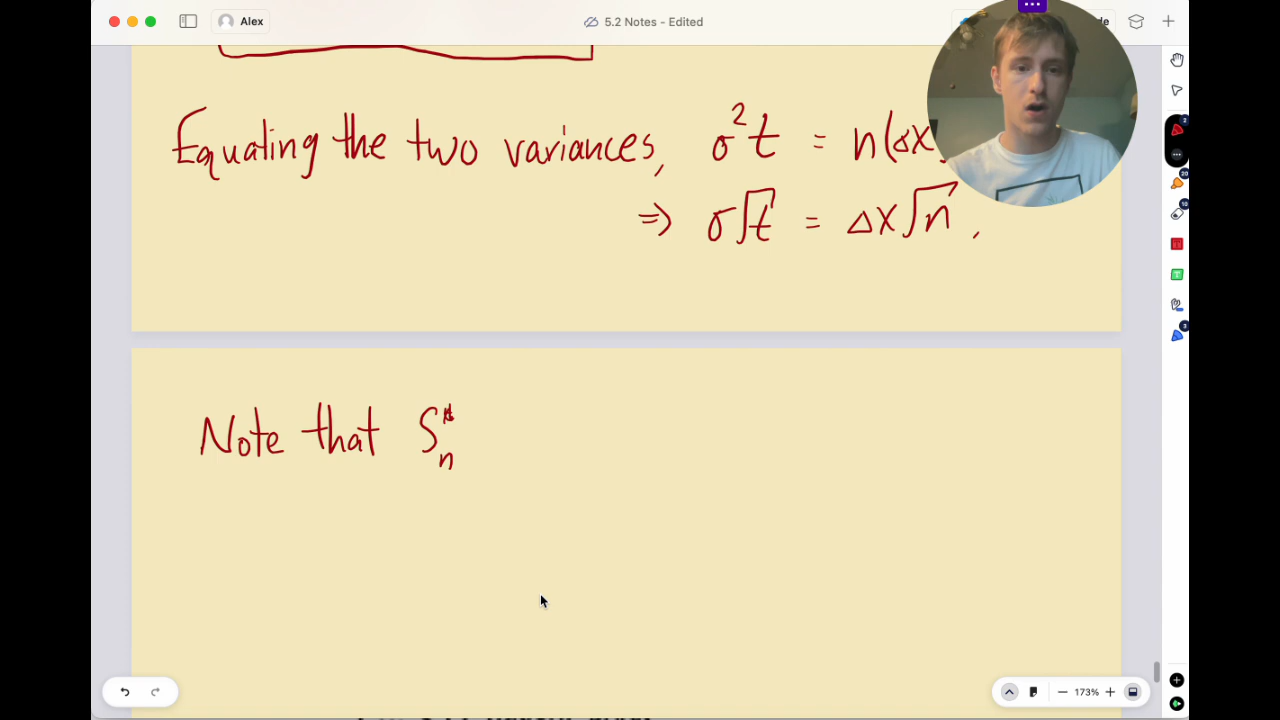 Alex
5.2 Notes - Edited
Equating the two variances, σ²t = n(Δx
⇒ σ√t = Δx√n ,
Note that S*n
173%